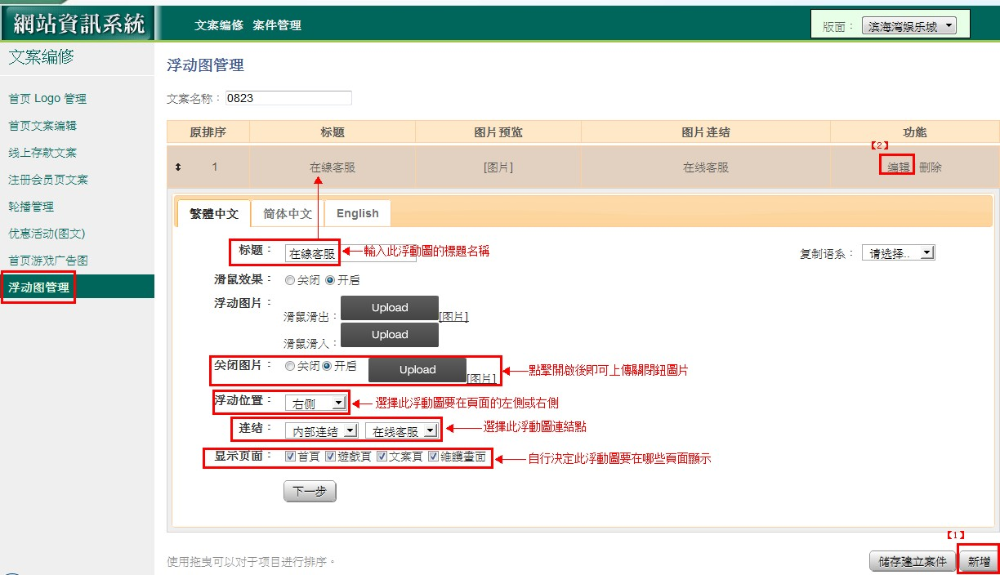 網站資訊系統
文案编修 案件管理
版面： 滨海湾娱乐城
文案编修
首页 Logo 管理
首页文案编辑
线上存款文案
注册会员页文案
轮播管理
优惠活动(图文)
首页游戏广告图
浮动图管理
浮动图管理
文案名称： 0823
原排序 标题 图片预览 图片连结 功能
【2】
1 在線客服 [图片] 在线客服 编辑 删除
繁體中文 简体中文 English
标题： 在線客服 輸入此浮動圖的標題名稱 复制语系： 请选择..
滑鼠效果： 关闭 开启
浮动图片：
滑鼠滑出： Upload [图片]
滑鼠滑入： Upload
关闭图片： 关闭 开启 Upload [图片] 點擊開啟後即可上傳關閉鈕圖片
浮动位置： 右侧 選擇此浮動圖要在頁面的左側或右側
连结： 内部连结 在线客服 選擇此浮動圖連結點
显示页面： 首頁 遊戲頁 文案頁 維護畫面 自行決定此浮動圖要在哪些頁面顯示
下一步
【1】
使用拖曳可以对于项目进行排序。 储存建立案件 新增